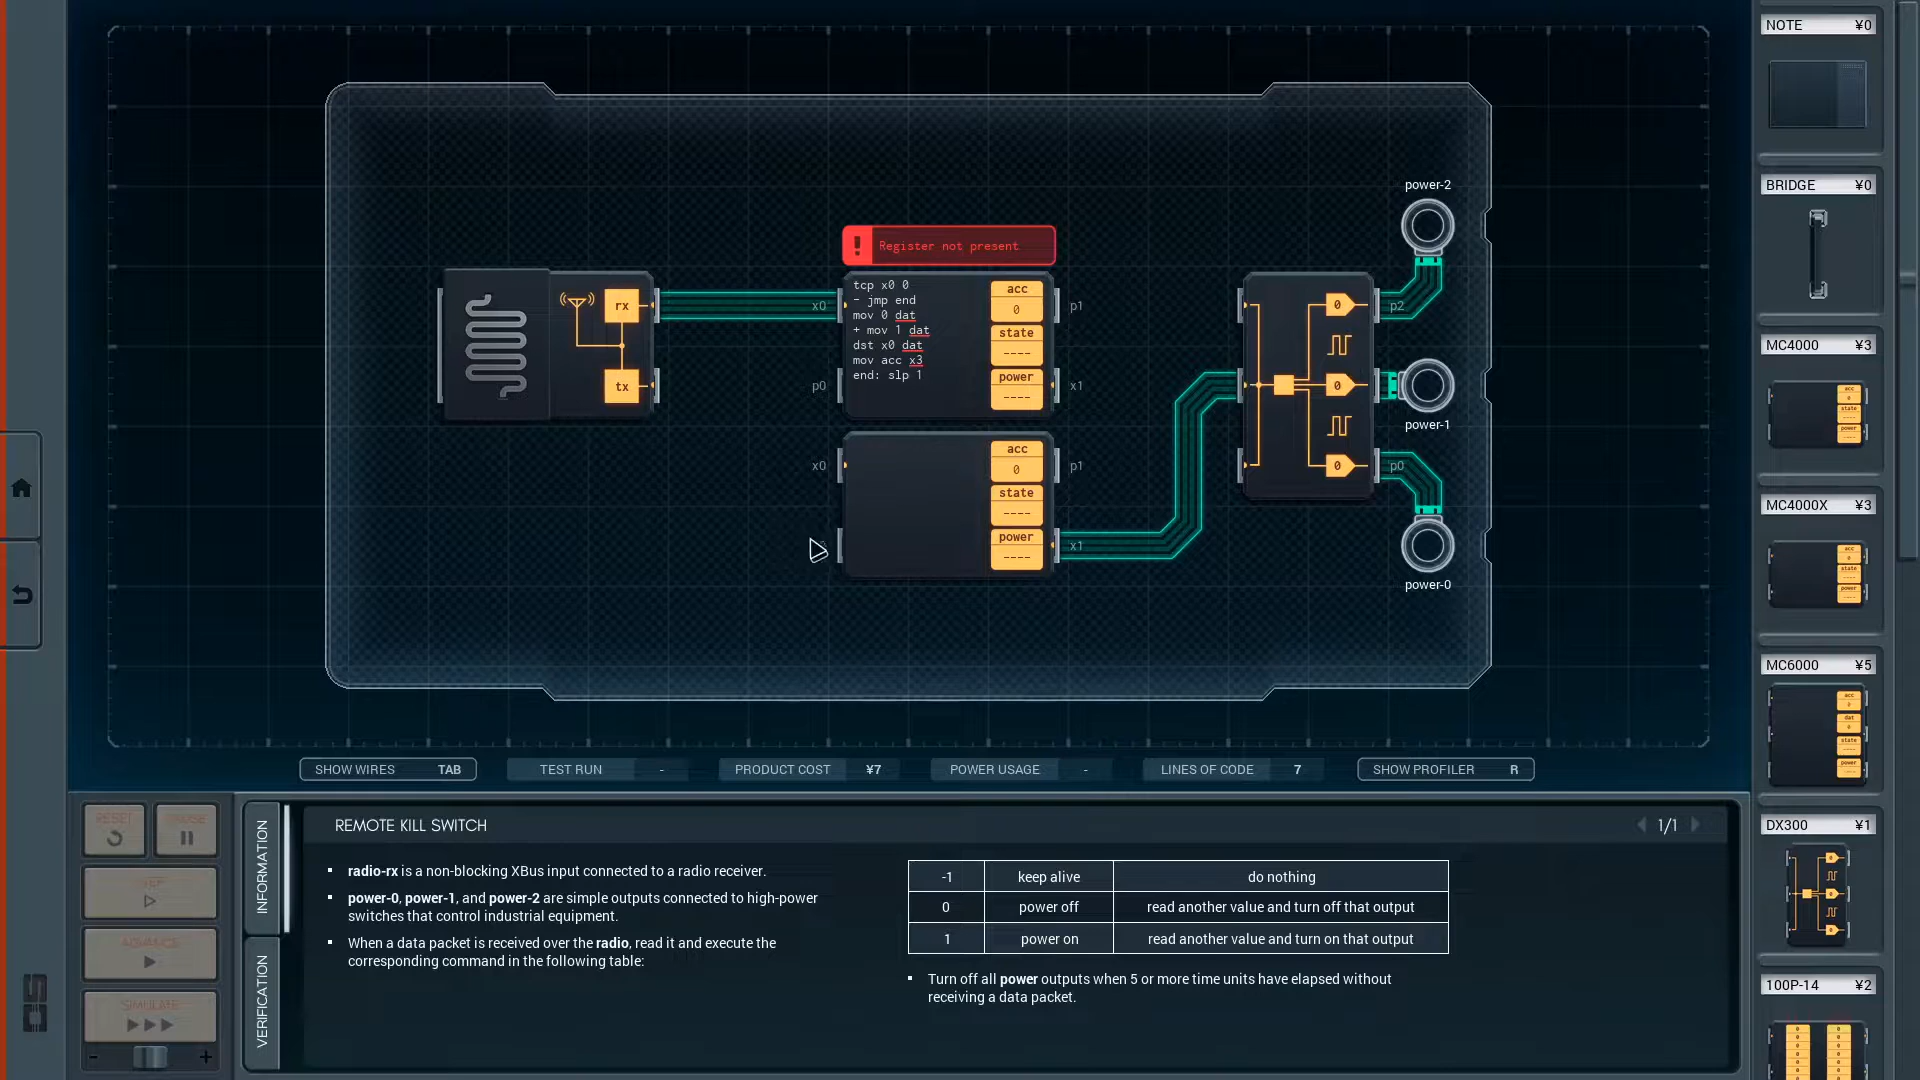 NOTE ¥0
BRIDGE ¥0
MC4000 ¥3
MC4000X ¥3
MC6000 ¥5
DX300 ¥1
100P-14 ¥2
power-2
power-1
power-0
! Register not present
rx
tx
x0
p0
p1
x1
tcp x0 0
- jmp end
mov 0 dat
+ mov 1 dat
dst x0 dat
mov acc x3
end: slp 1
acc
0
state
----
power
----
x0
p1
x1
acc
0
state
----
power
----
0
0
0
p2
p0
SHOW WIRES TAB
TEST RUN -
PRODUCT COST ¥7
POWER USAGE -
LINES OF CODE 7
SHOW PROFILER R
RESET
PAUSE
STEP
ADVANCE
SIMULATE
- +
INFORMATION
VERIFICATION
REMOTE KILL SWITCH
1/1
▪ radio-rx is a non-blocking XBus input connected to a radio receiver.
▪ power-0, power-1, and power-2 are simple outputs connected to high-power
switches that control industrial equipment.
▪ When a data packet is received over the radio, read it and execute the
corresponding command in the following table:
-1 keep alive do nothing
0 power off read another value and turn off that output
1 power on read another value and turn on that output
▪ Turn off all power outputs when 5 or more time units have elapsed without
receiving a data packet.